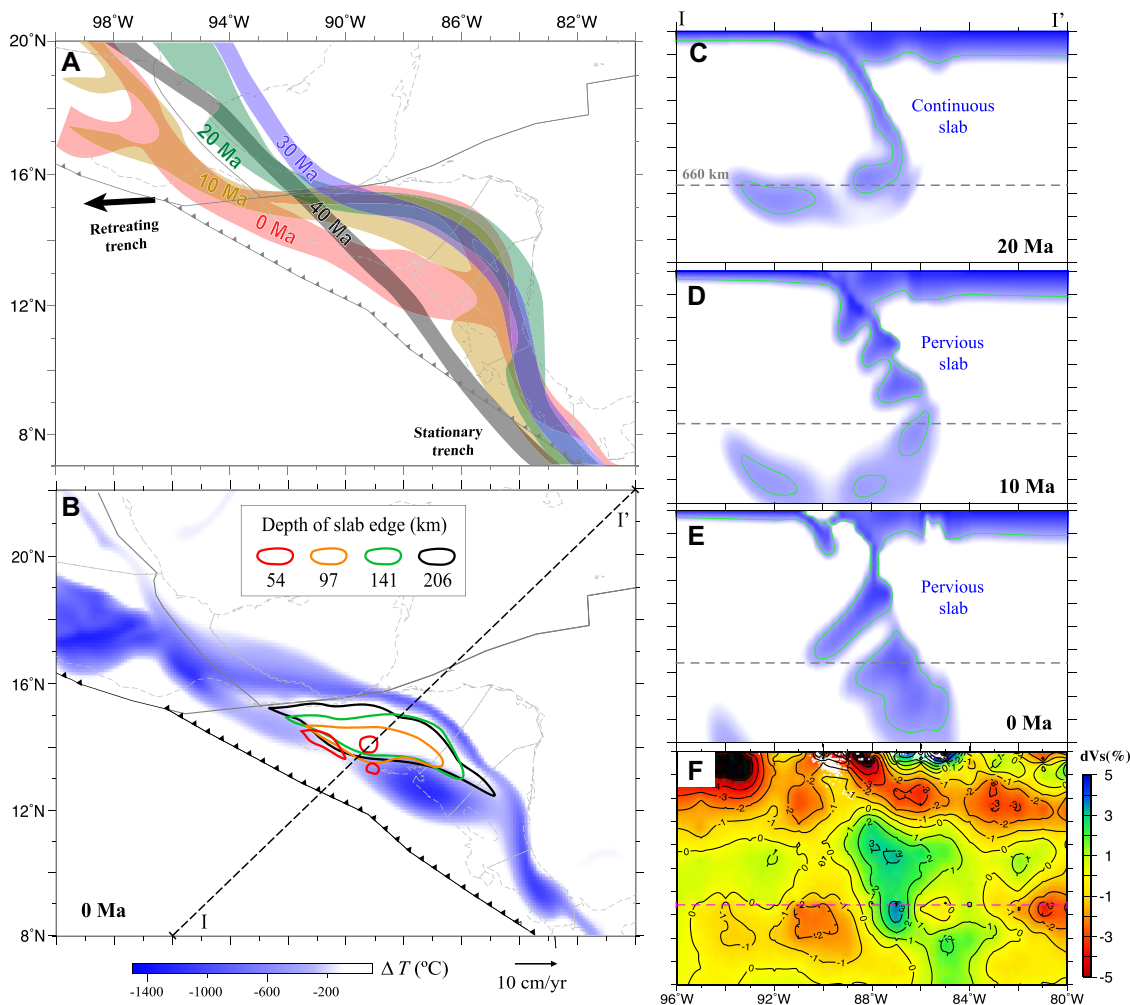 98°W 94°W 90°W 86°W 82°W
20°N
16°N
12°N
8°N
A
30 Ma
20 Ma
10 Ma
40 Ma
0 Ma
Retreating
trench
Stationary
trench
B
I'
Depth of slab edge (km)
54 97 141 206
20°N
16°N
12°N
8°N
0 Ma
I
-1400 -1000 -600 -200
Δ T (°C)
10 cm/yr
I I'
C
Continuous
slab
660 km
20 Ma
D
Pervious
slab
10 Ma
E
Pervious
slab
0 Ma
F
dVs(%)
5
3
1
-1
-3
-5
96°W 92°W 88°W 84°W 80°W